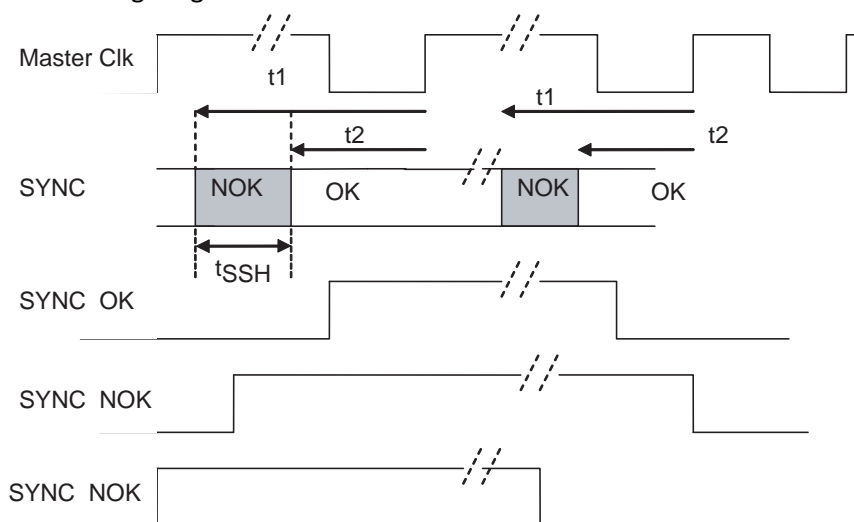 Master Clk
t1
t1
t2
t2
SYNC
NOK
OK
NOK
OK
tSSH
SYNC OK
SYNC NOK
SYNC NOK